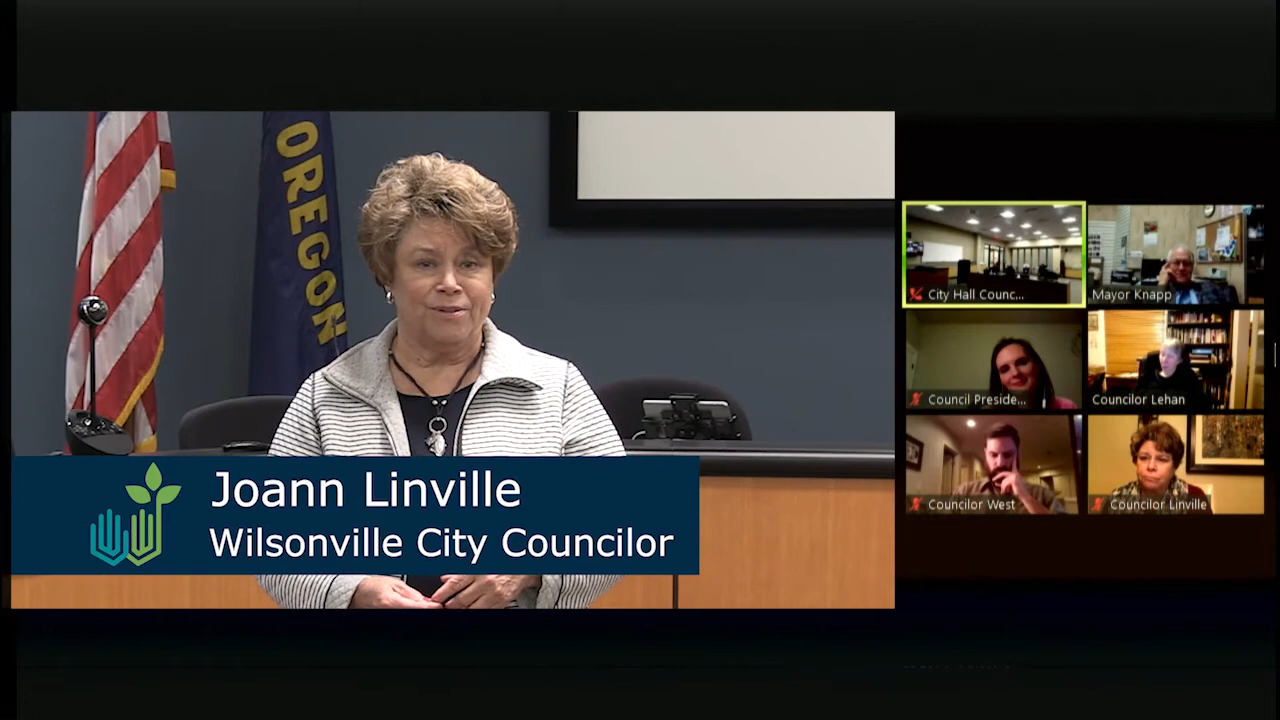 OREGON
Joann Linville
Wilsonville City Councilor
City Hall Counc...
Mayor Knapp
Council Preside...
Councilor Lehan
Councilor West
Councilor Linville